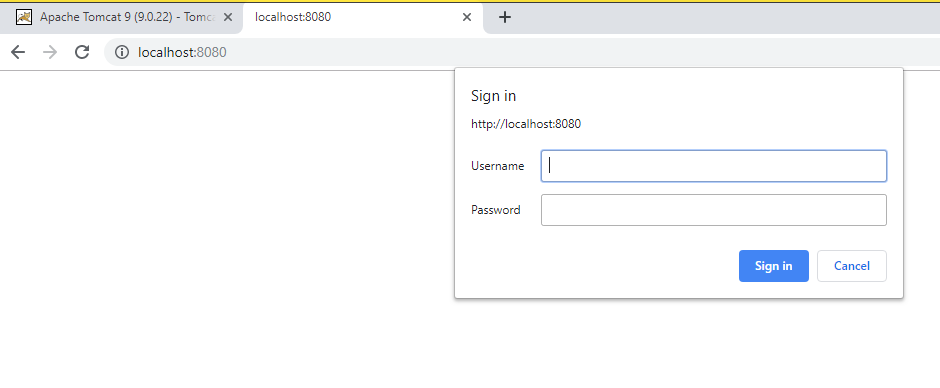 Apache Tomcat 9 (9.0.22) - Tomc
localhost:8080
localhost:8080
Sign in
http://localhost:8080
Username
Password
Sign in Cancel